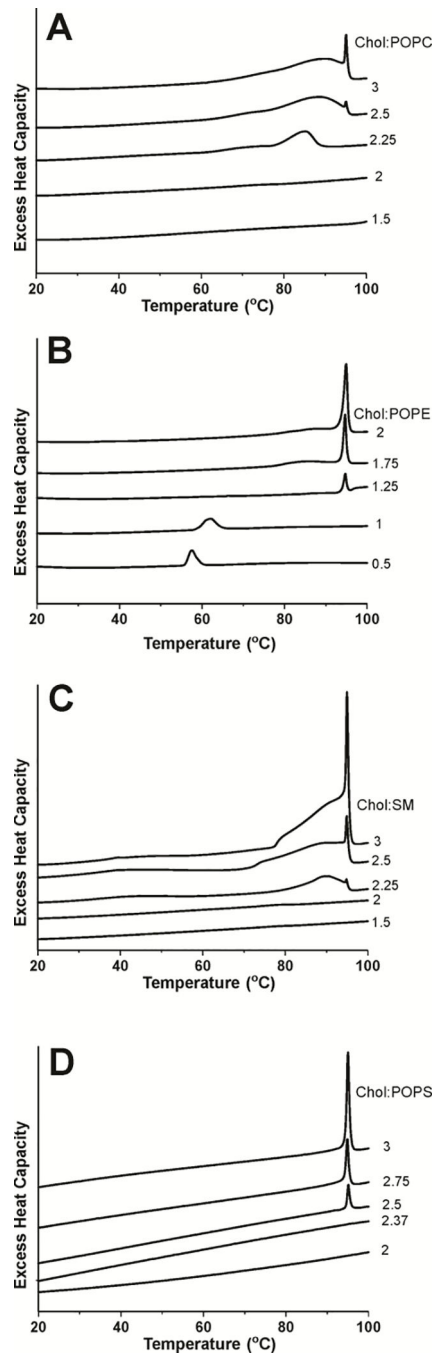 A
Chol:POPC
3
2.5
2.25
2
1.5
Excess Heat Capacity
20 40 60 80 100
Temperature (°C)
B
Chol:POPE
2
1.75
1.25
1
0.5
Excess Heat Capacity
20 40 60 80 100
Temperature (°C)
C
Chol:SM
3
2.5
2.25
2
1.5
Excess Heat Capacity
20 40 60 80 100
Temperature (°C)
D
Chol:POPS
3
2.75
2.5
2.37
2
Excess Heat Capacity
20 40 60 80 100
Temperature (°C)